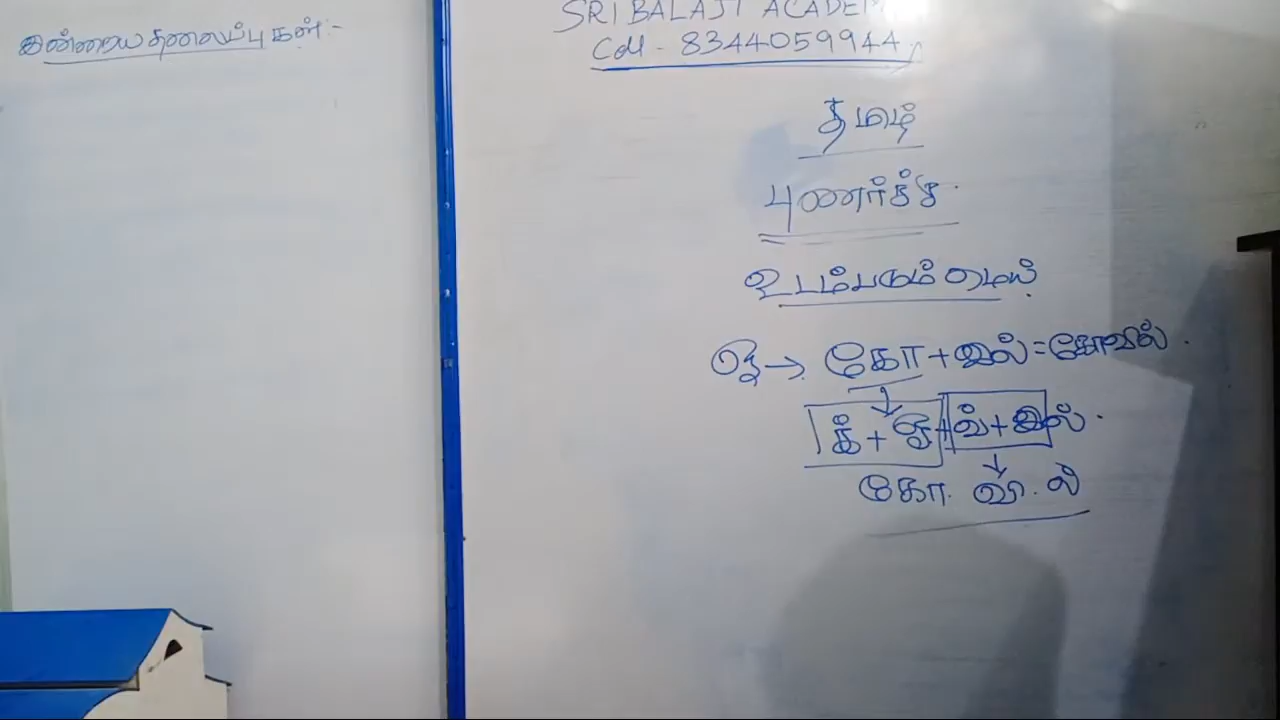 இன்றைய தலைப்புகள் :-
SRI BALAJI ACADEM
Cell - 8344059944
தமிழ்
புணர்ச்சி
உடம்படும் மெய்
ஓ → கோ + இல் = கோவில்.
க் + ஓ + வ் + இல்.
கோ. வி. ல்